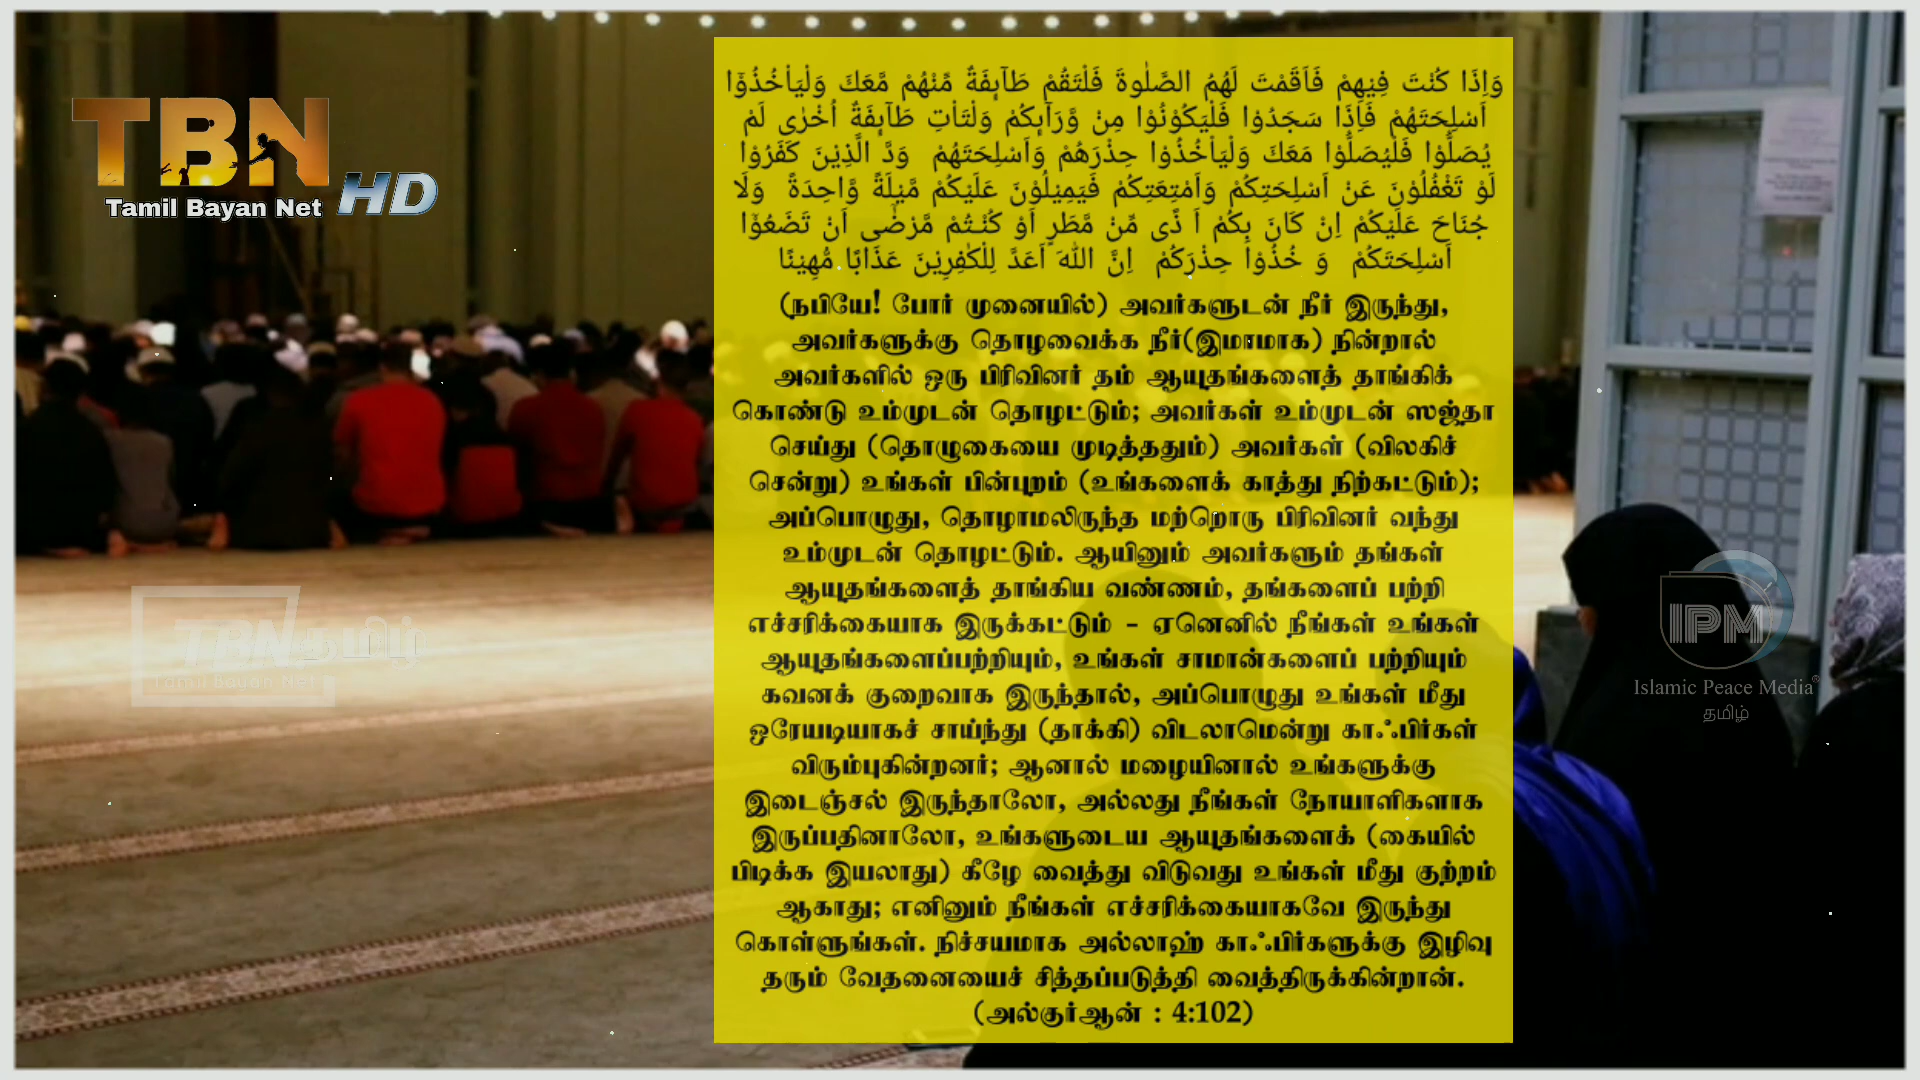 TBN HD
Tamil Bayan Net
وَاِذَا كُنْتَ فِيْهِمْ فَاَقَمْتَ لَهُمُ الصَّلٰوةَ فَلْتَقُمْ طَآٮِٕفَةٌ مِّنْهُمْ مَّعَكَ وَلْيَاْخُذُوْۤا
اَسْلِحَتَهُمْ فَاِذَا سَجَدُوْا فَلْيَكُوْنُوْا مِنْ وَّرَآٮِٕكُمْ وَلْتَاْتِ طَآٮِٕفَةٌ اُخْرٰى لَمْ
يُصَلُّوْا فَلْيُصَلُّوْا مَعَكَ وَلْيَاْخُذُوْا حِذْرَهُمْ وَاَسْلِحَتَهُمْ‌ وَدَّ الَّذِيْنَ كَفَرُوْا
لَوْ تَغْفُلُوْنَ عَنْ اَسْلِحَتِكُمْ وَاَمْتِعَتِكُمْ فَيَمِيْلُوْنَ عَلَيْكُمْ مَّيْلَةً وَّاحِدَةً‌ وَلَا
جُنَاحَ عَلَيْكُمْ اِنْ كَانَ بِكُمْ اَ ذًى مِّنْ مَّطَرٍ اَوْ كُنْـتُمْ مَّرْضٰۤى اَنْ تَضَعُوْۤا
اَسْلِحَتَكُمْ‌ وَ خُذُوْا حِذْرَكُمْ‌ اِنَّ اللّٰهَ اَعَدَّ لِلْكٰفِرِيْنَ عَذَابًا مُّهِيْنًا
(நபியே! போர் முனையில்) அவர்களுடன் நீர் இருந்து,
அவர்களுக்கு தொழவைக்க நீர்(இமாமாக) நின்றால்
அவர்களில் ஒரு பிரிவினர் தம் ஆயுதங்களைத் தாங்கிக்
கொண்டு உம்முடன் தொழட்டும்; அவர்கள் உம்முடன் ஸஜ்தா
செய்து (தொழுகையை முடித்ததும்) அவர்கள் (விலகிச்
சென்று) உங்கள் பின்புறம் (உங்களைக் காத்து நிற்கட்டும்);
அப்பொழுது, தொழாமலிருந்த மற்றொரு பிரிவினர் வந்து
உம்முடன் தொழட்டும். ஆயினும் அவர்களும் தங்கள்
ஆயுதங்களைத் தாங்கிய வண்ணம், தங்களைப் பற்றி
எச்சரிக்கையாக இருக்கட்டும் - ஏனெனில் நீங்கள் உங்கள்
ஆயுதங்களைப்பற்றியும், உங்கள் சாமான்களைப் பற்றியும்
கவனக் குறைவாக இருந்தால், அப்பொழுது உங்கள் மீது
ஒரேயடியாகச் சாய்ந்து (தாக்கி) விடலாமென்று காஃபிர்கள்
விரும்புகின்றனர்; ஆனால் மழையினால் உங்களுக்கு
இடைஞ்சல் இருந்தாலோ, அல்லது நீங்கள் நோயாளிகளாக
இருப்பதினாலோ, உங்களுடைய ஆயுதங்களைக் (கையில்
பிடிக்க இயலாது) கீழே வைத்து விடுவது உங்கள் மீது குற்றம்
ஆகாது; எனினும் நீங்கள் எச்சரிக்கையாகவே இருந்து
கொள்ளுங்கள். நிச்சயமாக அல்லாஹ் காஃபிர்களுக்கு இழிவு
தரும் வேதனையைச் சித்தப்படுத்தி வைத்திருக்கின்றான்.
(அல்குர்ஆன் : 4:102)
TBN தமிழ்
Tamil Bayan Net
IPM
Islamic Peace Media®
தமிழ்